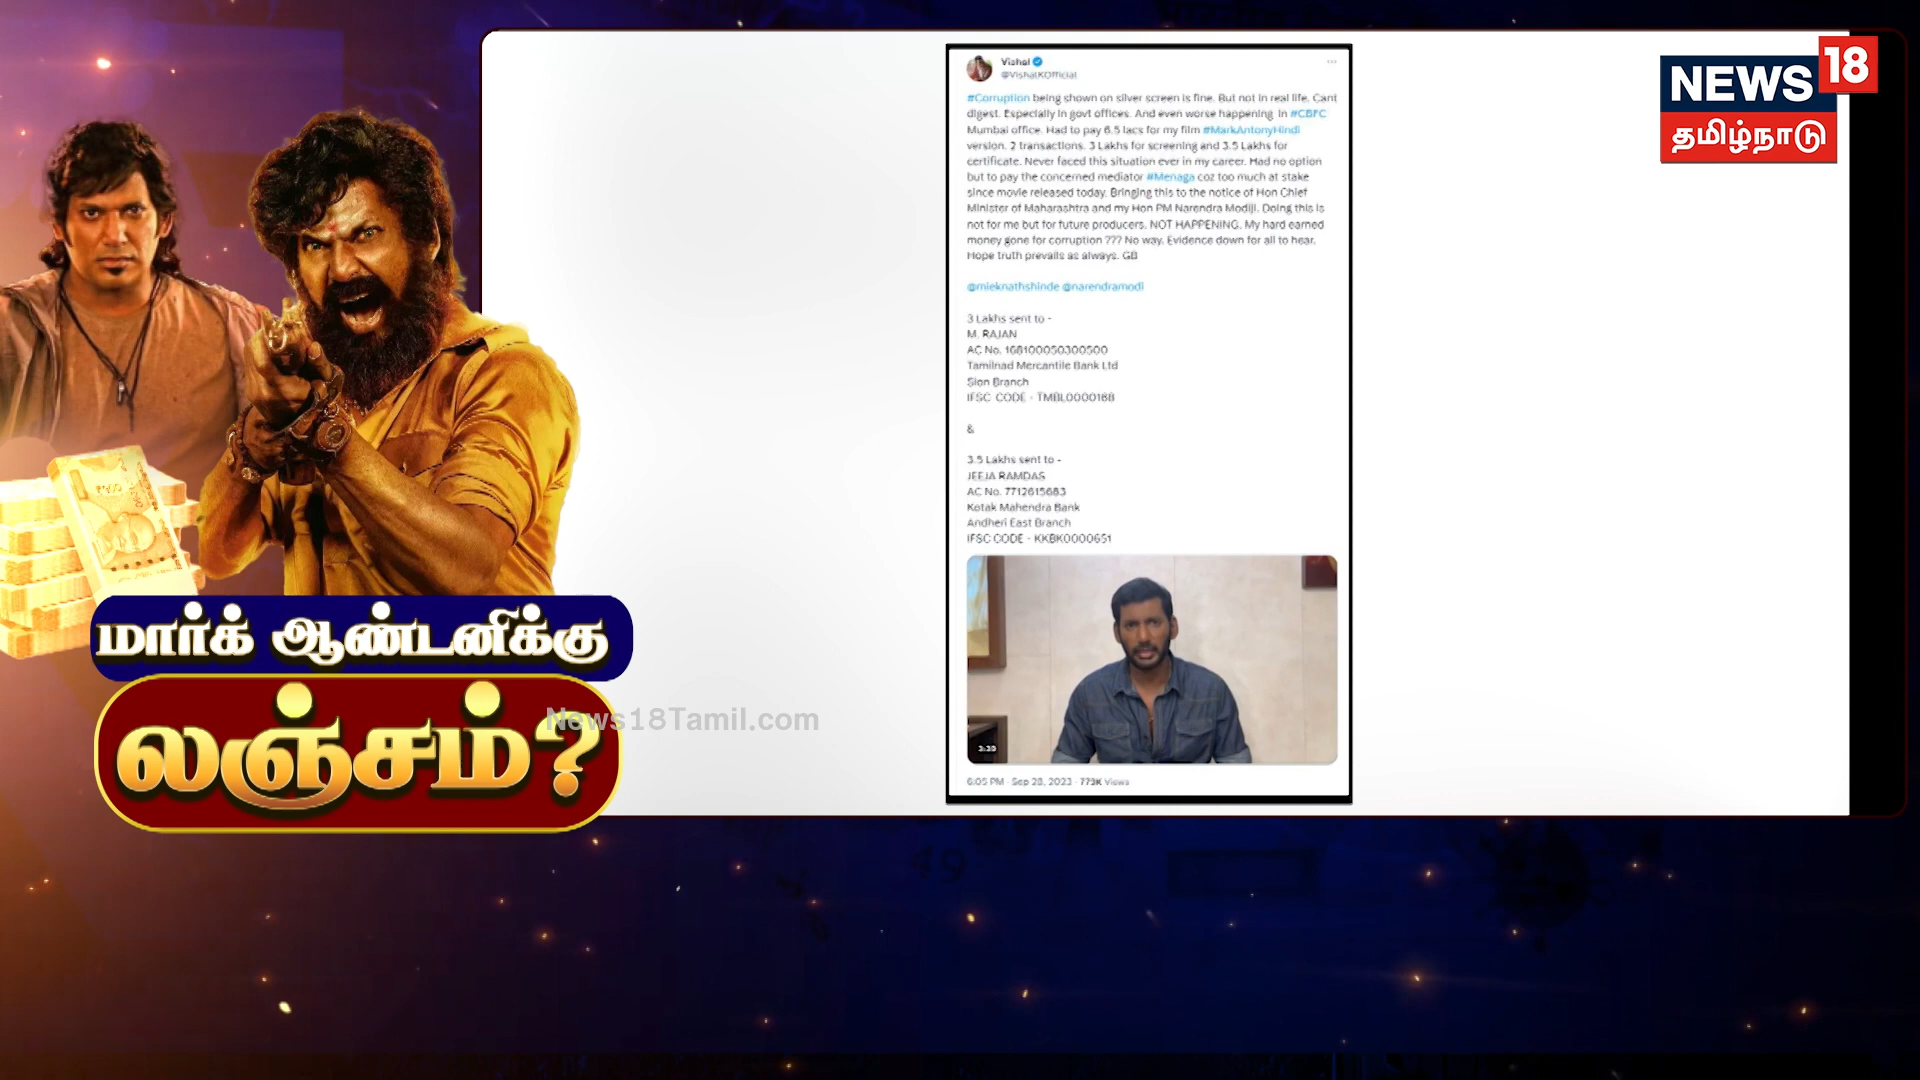 NEWS 18
தமிழ்நாடு
Vishal
@VishalKOfficial
#Corruption being shown on silver screen is fine. But not in real life. Cant
digest. Especially in govt offices. And even worse happening in #CBFC
Mumbai office. Had to pay 6.5 lacs for my film #MarkAntonyHindi
version. 2 transactions. 3 Lakhs for screening and 3.5 Lakhs for
certificate. Never faced this situation ever in my career. Had no option
but to pay the concerned mediator #Menaga coz too much at stake
since movie released today. Bringing this to the notice of Hon Chief
Minister of Maharashtra and my Hon PM Narendra Modiji. Doing this is
not for me but for future producers. NOT HAPPENING. My hard earned
money gone for corruption ??? No way. Evidence down for all to hear.
Hope truth prevails as always. GB
@mieknathshinde @narendramodi
3 Lakhs sent to -
M. RAJAN
AC No. 168100050300500
Tamilnad Mercantile Bank Ltd
Sion Branch
IFSC CODE - TMBL0000168
&
3.5 Lakhs sent to -
JEEJA RAMDAS
AC No. 7712615683
Kotak Mahendra Bank
Andheri East Branch
IFSC CODE - KKBK0000651
6:05 PM · Sep 28, 2023 · 773K Views
மார்க் ஆண்டனிக்கு
லஞ்சம்?
News18Tamil.com